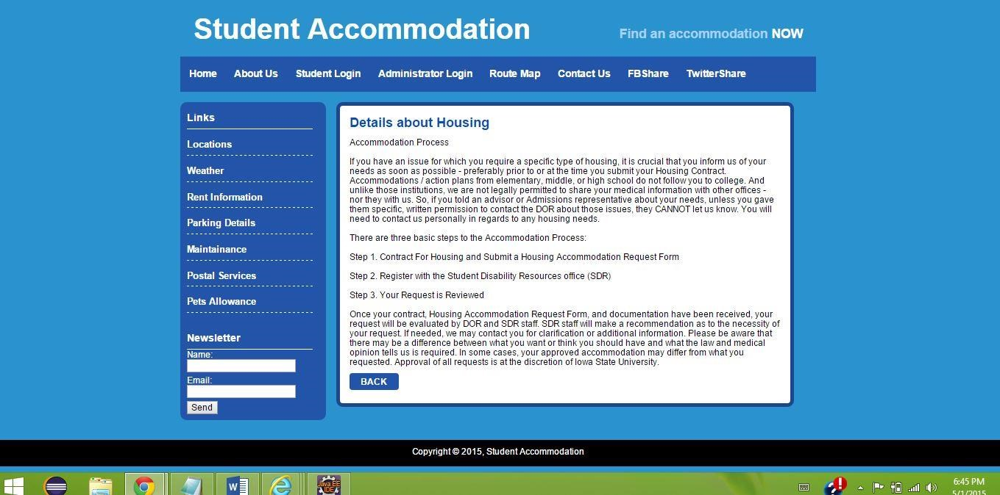 Student Accommodation
Find an accommodation NOW
Home About Us Student Login Administrator Login Route Map Contact Us FBShare TwitterShare
Links
Locations
Weather
Rent Information
Parking Details
Maintainance
Postal Services
Pets Allowance
Newsletter
Name:
Email:
Send
Details about Housing
Accommodation Process
If you have an issue for which you require a specific type of housing, it is crucial that you inform us of your
needs as soon as possible - preferably prior to or at the time you submit your Housing Contract.
Accommodations / action plans from elementary, middle, or high school do not follow you to college. And
unlike those institutions, we are not legally permitted to share your medical information with other offices -
nor they with us. So, if you told an advisor or Admissions representative about your needs, unless you gave
them specific, written permission to contact the DOR about those issues, they CANNOT let us know. You will
need to contact us personally in regards to any housing needs.
There are three basic steps to the Accommodation Process:
Step 1. Contract For Housing and Submit a Housing Accommodation Request Form
Step 2. Register with the Student Disability Resources office (SDR)
Step 3. Your Request is Reviewed
Once your contract, Housing Accommodation Request Form, and documentation have been received, your
request will be evaluated by DOR and SDR staff. SDR staff will make a recommendation as to the necessity of
your request. If needed, we may contact you for clarification or additional information. Please be aware that
there may be a difference between what you want or think you should have and what the law and medical
opinion tells us is required. In some cases, your approved accommodation may differ from what you
requested. Approval of all requests is at the discretion of Iowa State University.
BACK
Copyright © 2015, Student Accommodation
W
Java EE
IDE
6:45 PM
5/1/2015